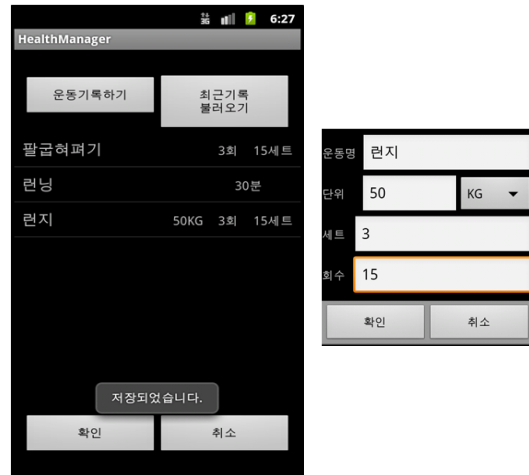 6:27
HealthManager
운동기록하기
최근기록
불러오기
팔굽혀펴기 3회 15세트
런닝 30분
런지 50KG 3회 15세트
저장되었습니다.
확인 취소
운동명 런지
단위 50 KG
세트 3
회수 15
확인 취소